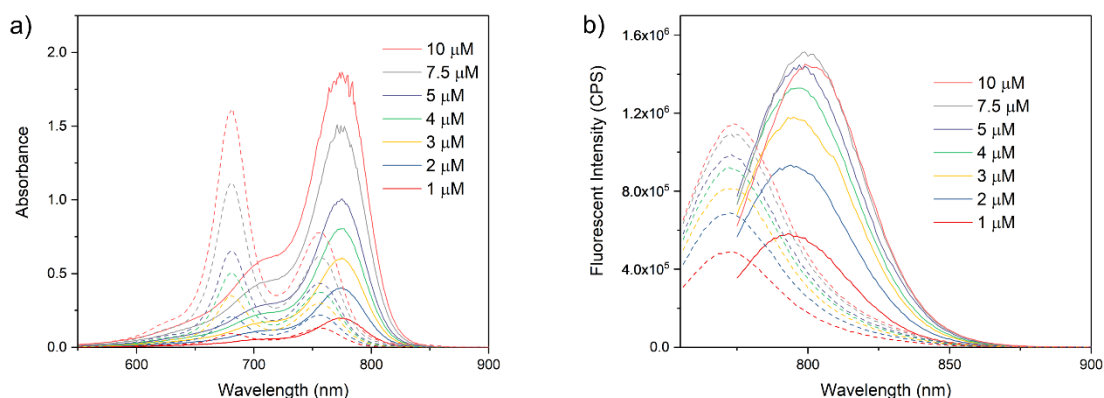 a)
Absorbance
2.0
1.5
1.0
0.5
0.0
600
700
800
900
Wavelength (nm)
10 μM
7.5 μM
5 μM
4 μM
3 μM
2 μM
1 μM
b)
Fluorescent Intensity (CPS)
1.6x10⁶
1.2x10⁶
8.0x10⁵
4.0x10⁵
0.0
800
850
900
Wavelength (nm)
10 μM
7.5 μM
5 μM
4 μM
3 μM
2 μM
1 μM